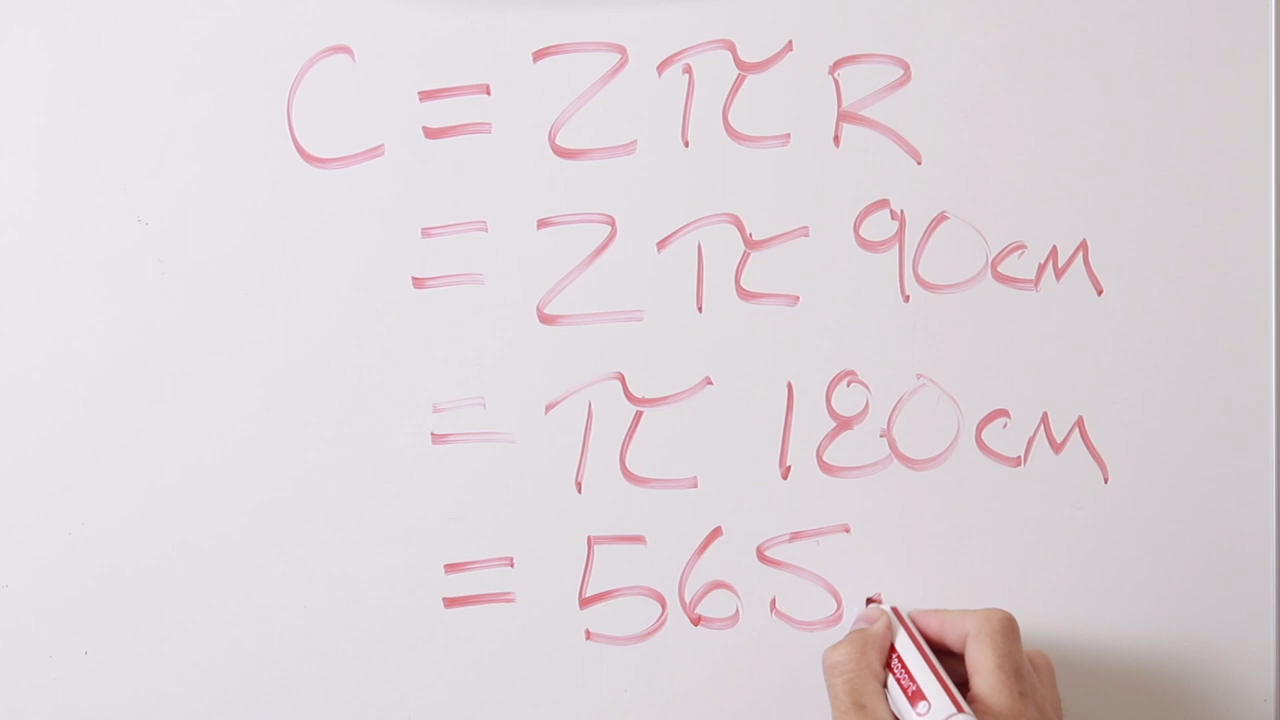 C = 2πR
= 2π 90cm
= π 180cm
= 565